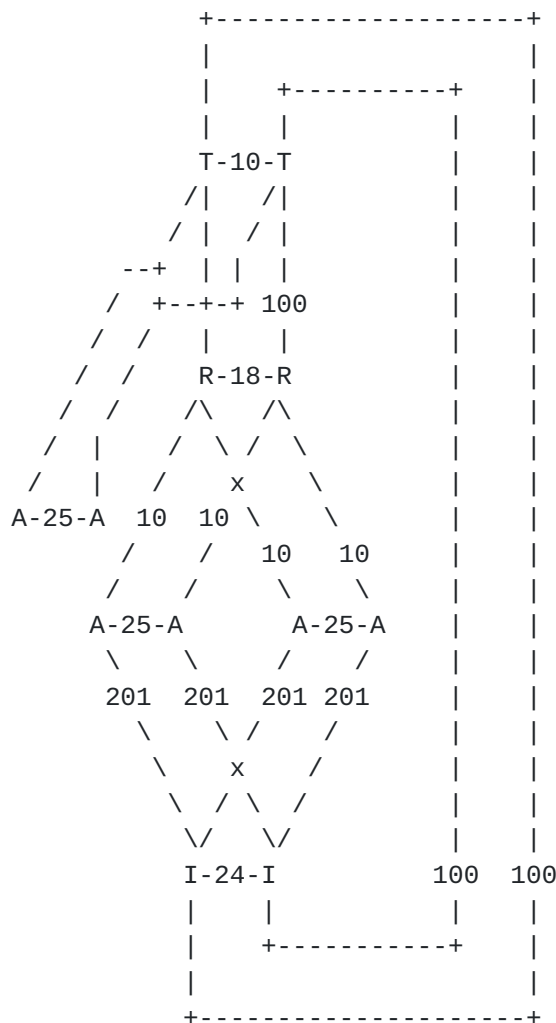 +---------------------+
|                     |
|    +----------+     |
|    |          |     |
T-10-T          |     |
/|    /|          |     |
/ |  / |          |     |
--+  | |  |          |     |
/  +--+-+ 100         |     |
/  /   |    |          |     |
/  /    R-18-R          |     |
/  /    /\   /\          |     |
/  |    /  \ /  \         |     |
/   |   /    x    \        |     |
A-25-A  10  10 \    \       |     |
/    /   10   10      |     |
/    /     \    \     |     |
A-25-A       A-25-A    |     |
\    \     /    /     |     |
201  201  201 201     |     |
\    \ /    /       |     |
\    x    /        |     |
\  / \  /         |     |
\/   \/          |     |
I-24-I          100  100
|    |           |    |
|    +-----------+    |
|                     |
+---------------------+